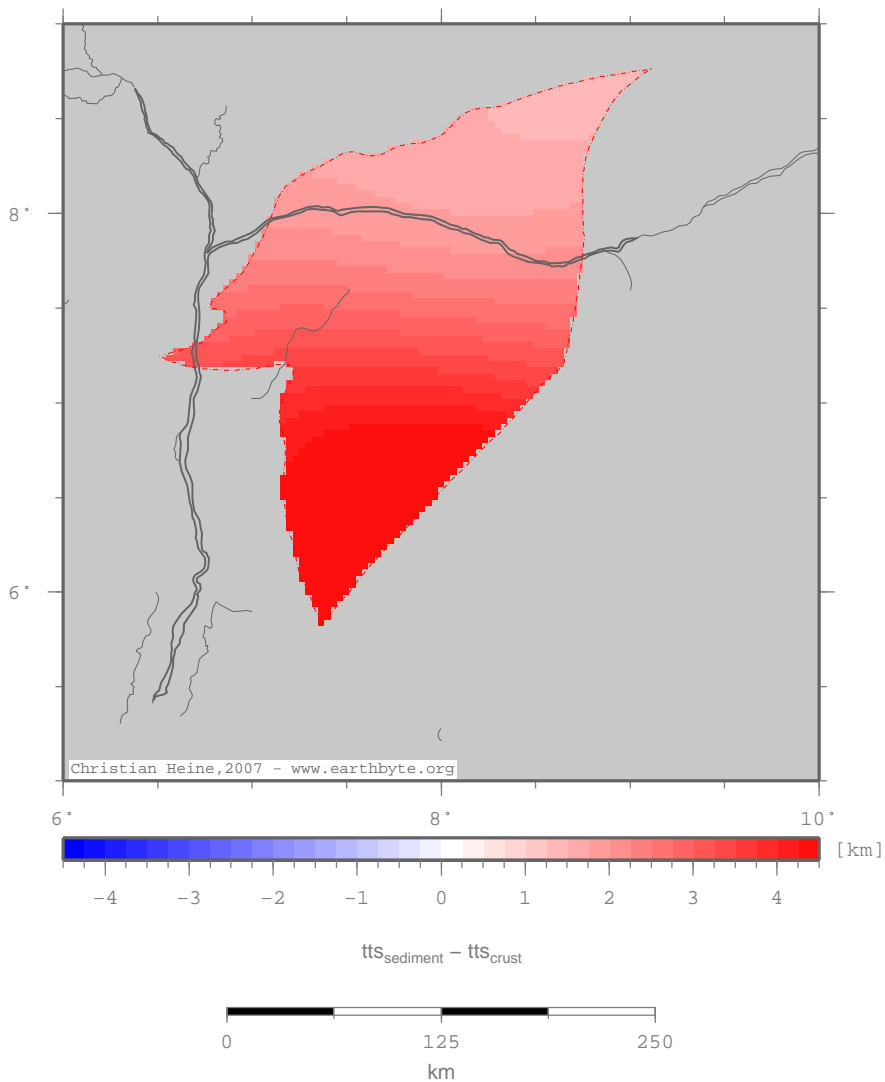 8°
6°
Christian Heine,2007 – www.earthbyte.org
6° 8° 10°
[km]
−4 −3 −2 −1 0 1 2 3 4
tts_sediment − tts_crust
0 125 250
km